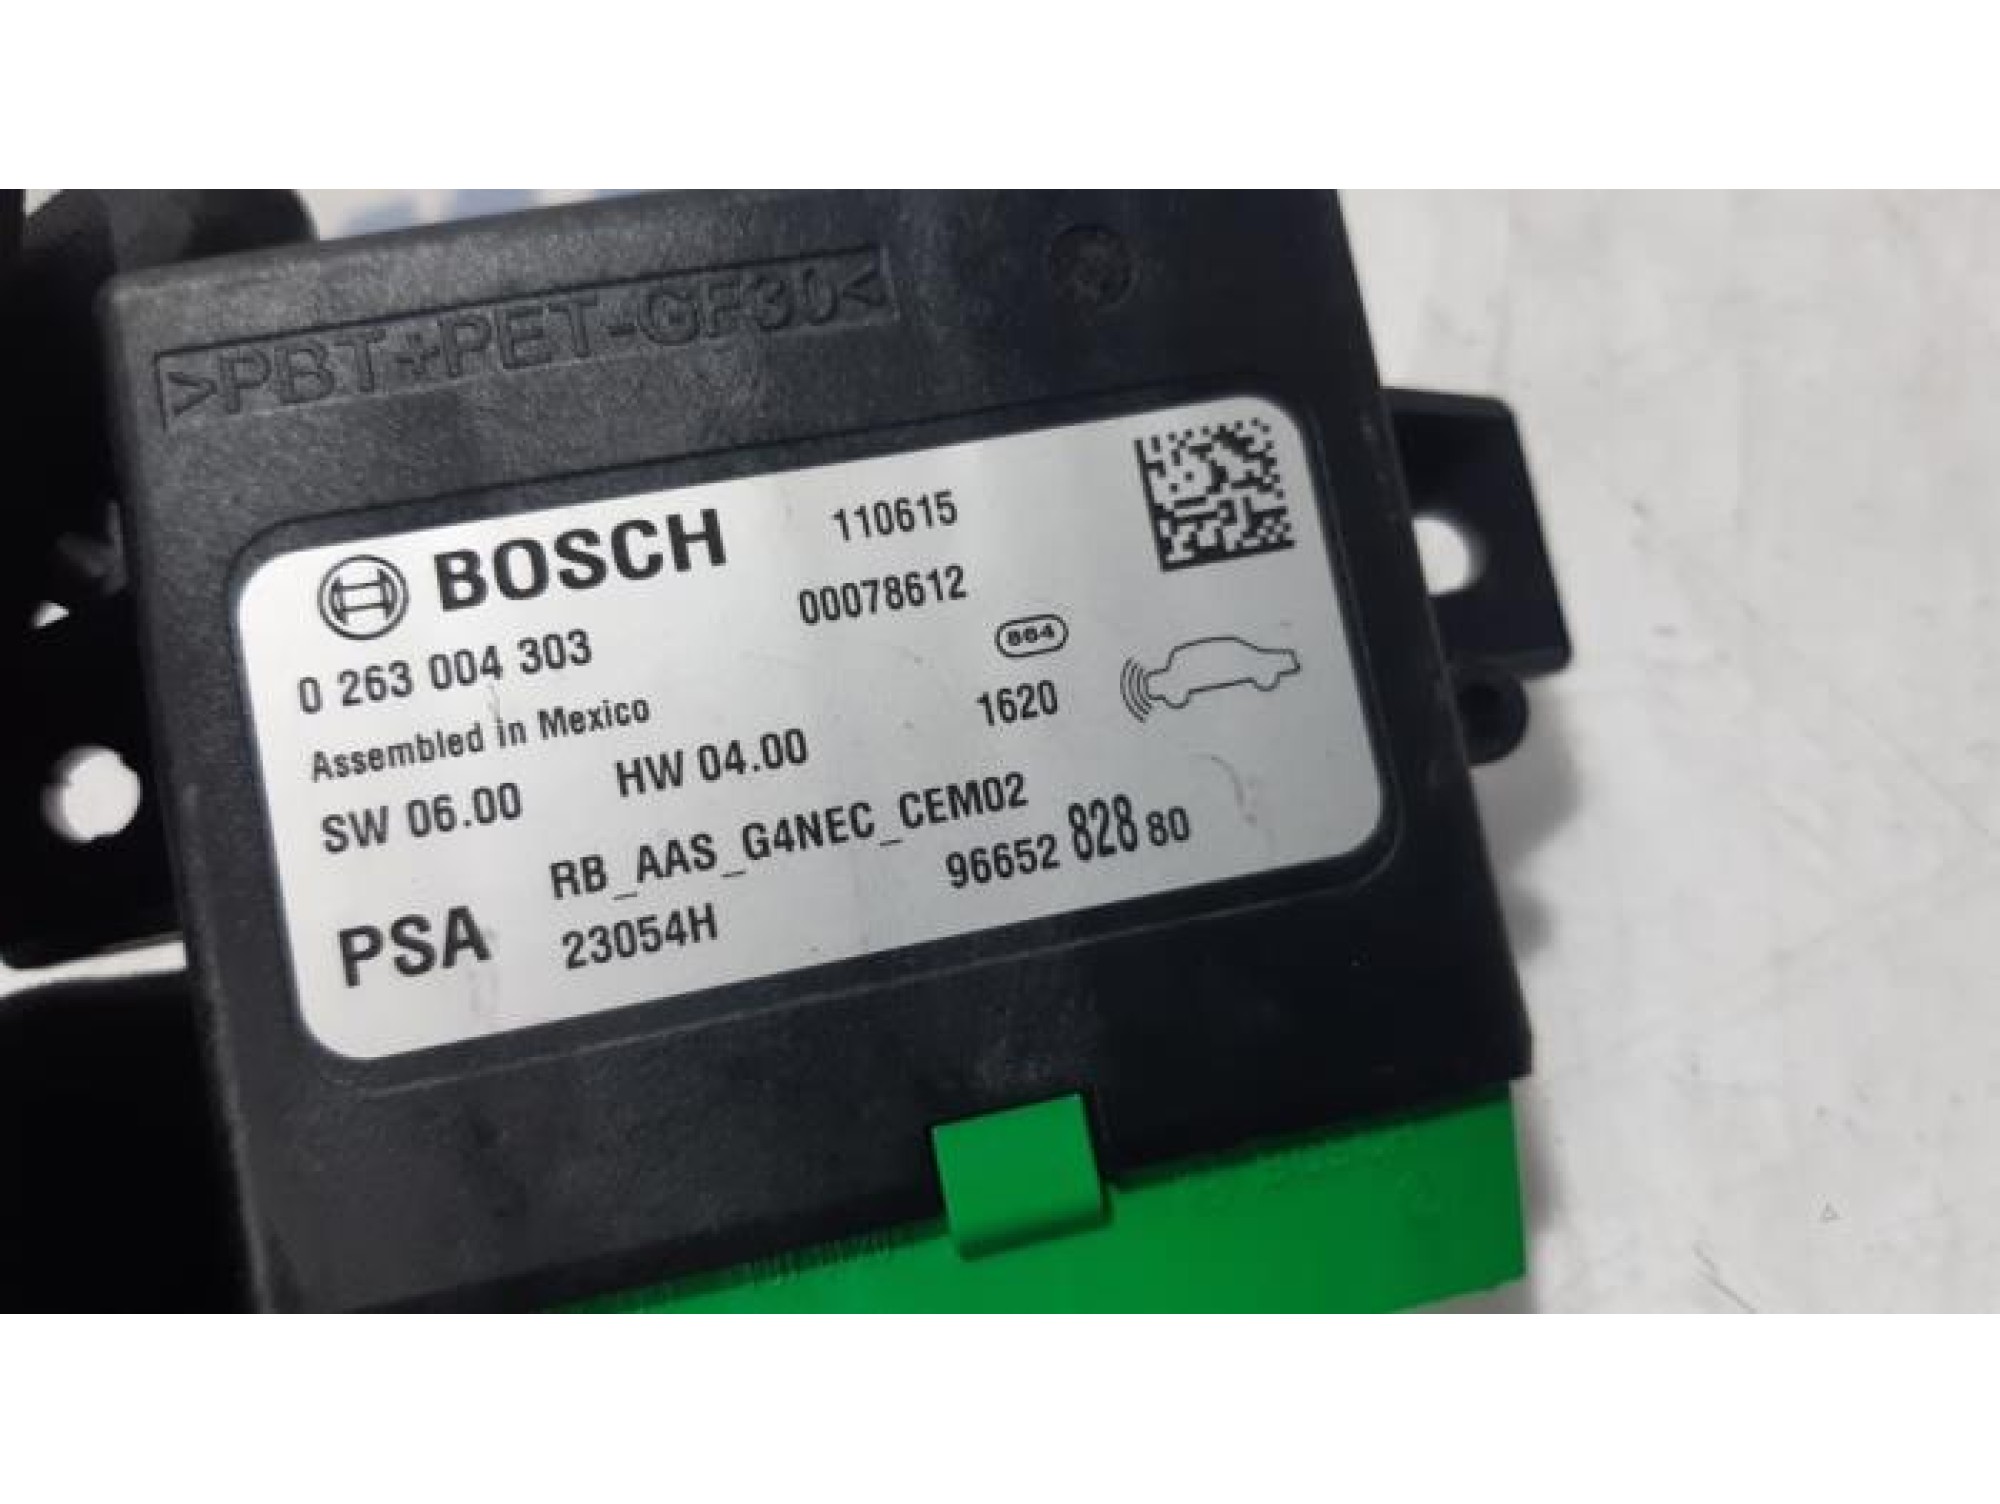 >PBT+PET-GF30<
BOSCH 110615
00078612
0 263 004 303
864
Assembled in Mexico 1620
SW 06.00 HW 04.00
RB_AAS_G4NEC_CEM02
PSA 23054H 96652 828 80